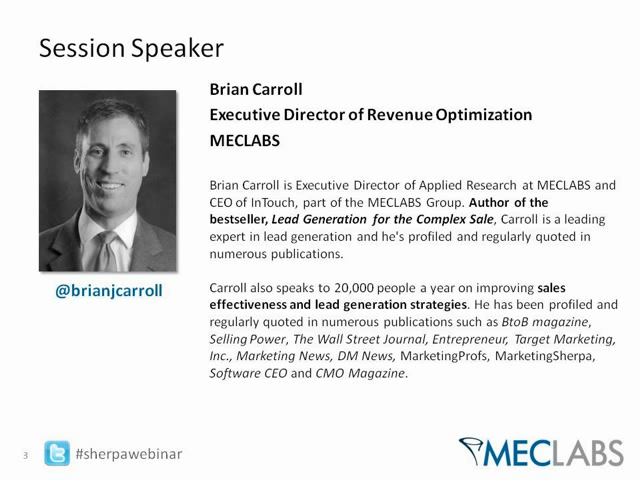 Session Speaker
Brian Carroll
Executive Director of Revenue Optimization
MECLABS
Brian Carroll is Executive Director of Applied Research at MECLABS and
CEO of InTouch, part of the MECLABS Group. Author of the
bestseller, Lead Generation for the Complex Sale, Carroll is a leading
expert in lead generation and he's profiled and regularly quoted in
numerous publications.
@brianjcarroll
Carroll also speaks to 20,000 people a year on improving sales
effectiveness and lead generation strategies. He has been profiled and
regularly quoted in numerous publications such as BtoB magazine,
Selling Power, The Wall Street Journal, Entrepreneur, Target Marketing,
Inc., Marketing News, DM News, MarketingProfs, MarketingSherpa,
Software CEO and CMO Magazine.
3
#sherpawebinar
MECLABS